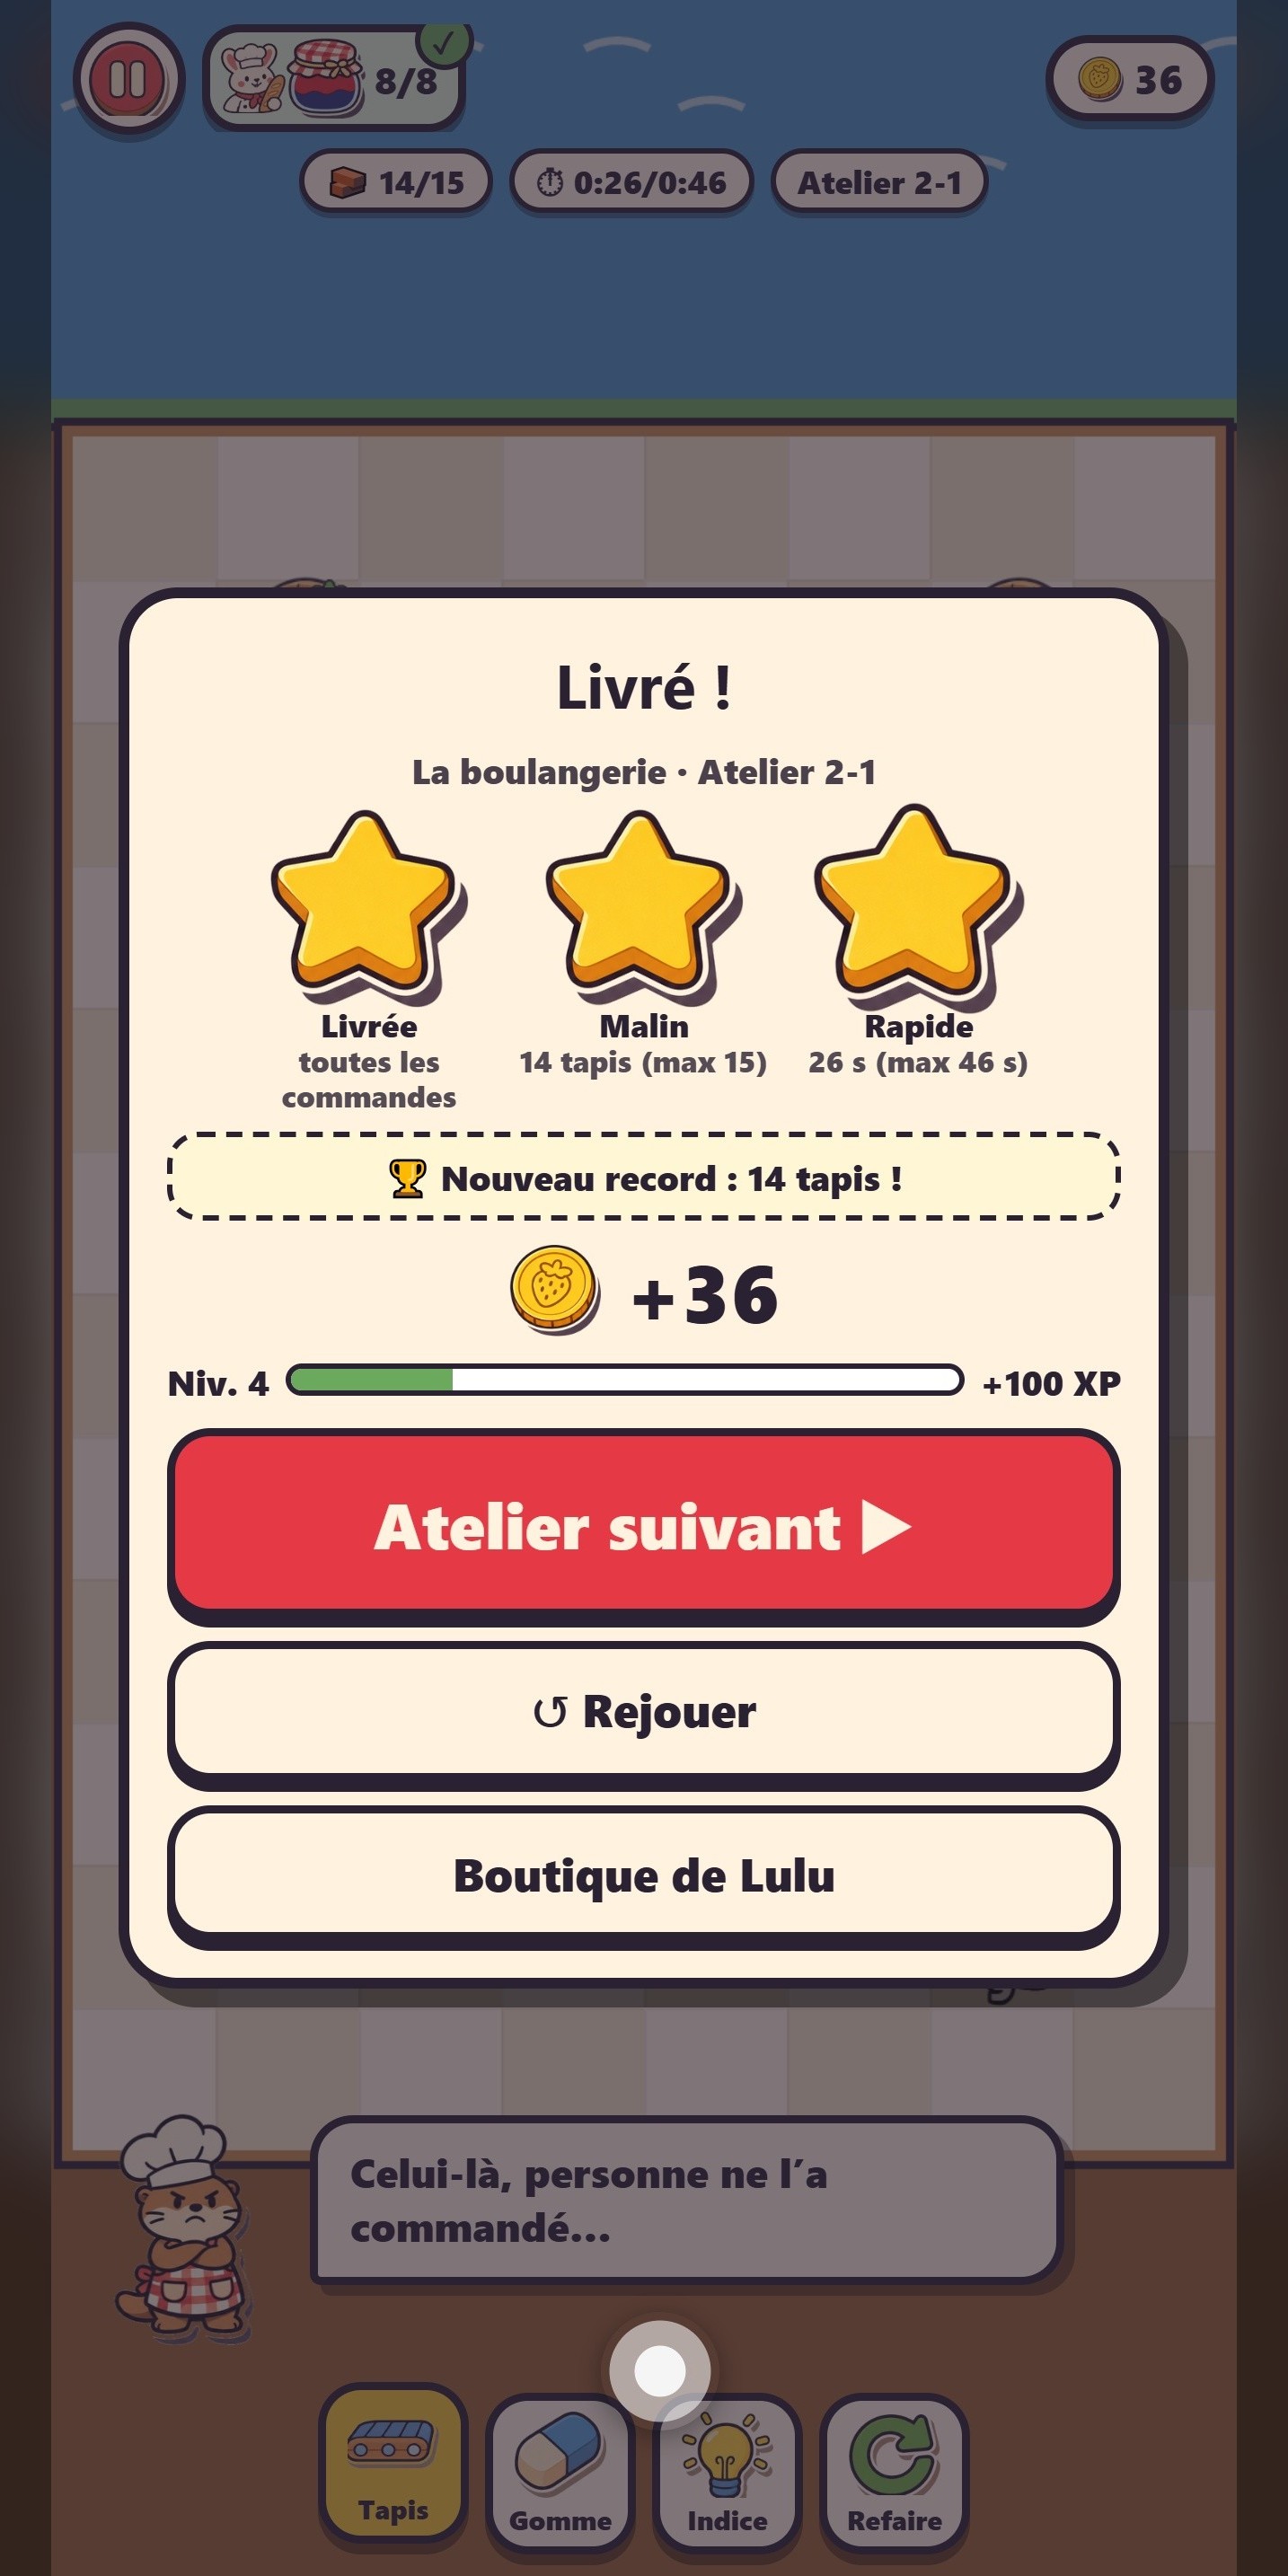 8/8
36
14/15
0:26/0:46
Atelier 2-1
Livré !
La boulangerie • Atelier 2-1
Livrée
toutes les
commandes
Malin
14 tapis (max 15)
Rapide
26 s (max 46 s)
Nouveau record : 14 tapis !
+36
Niv. 4
+100 XP
Atelier suivant ▶
↺ Rejouer
Boutique de Lulu
Celui-là, personne ne l'a
commandé...
Tapis
Gomme
Indice
Refaire